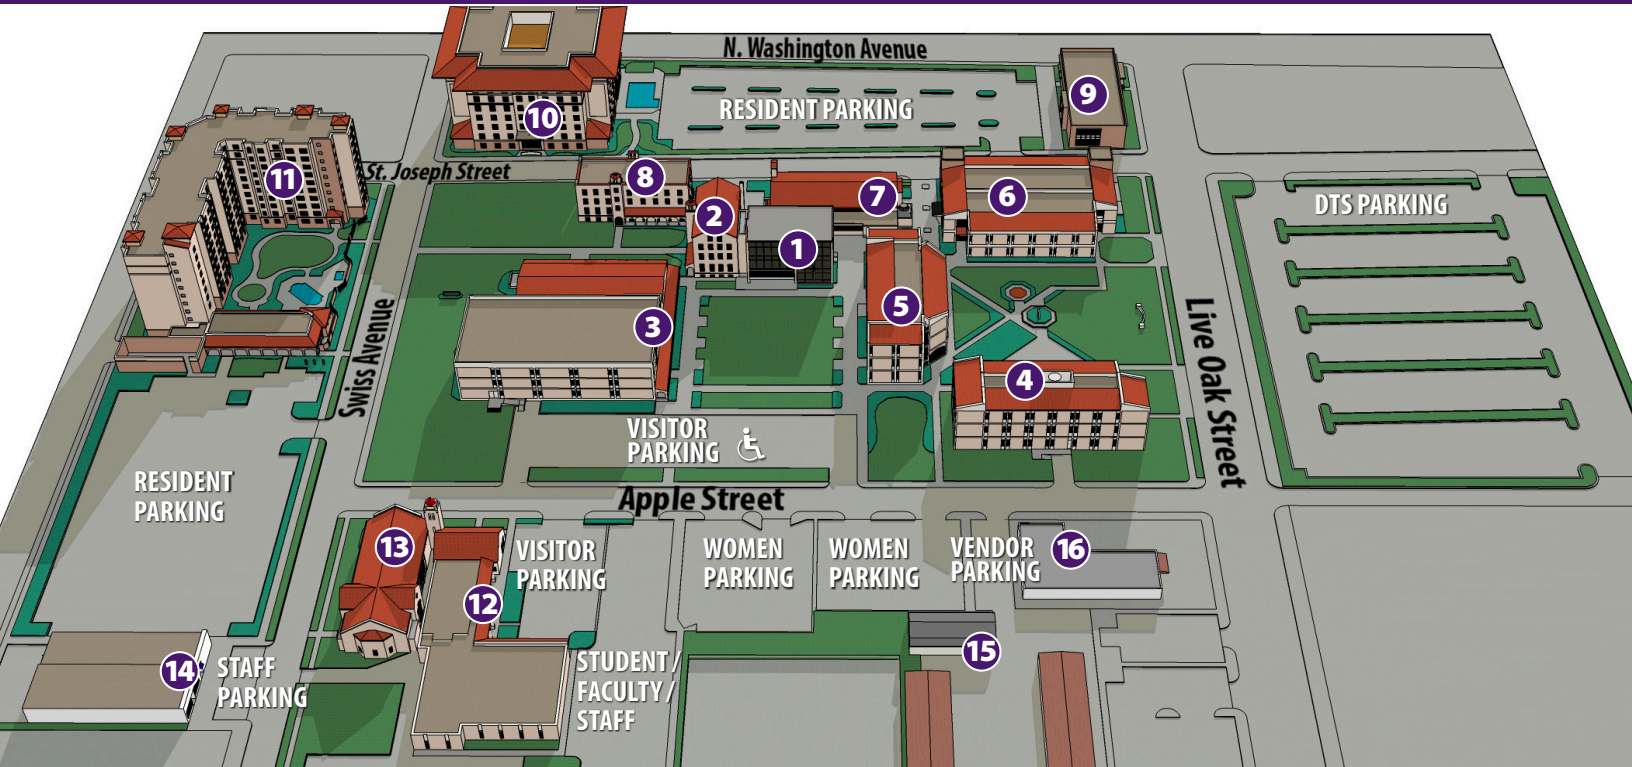 N. Washington Avenue
10
9
RESIDENT PARKING
11
St. Joseph Street
8
7
6
2
DTS PARKING
1
5
3
Swiss Avenue
Live Oak Street
4
VISITOR
PARKING
RESIDENT
PARKING
Apple Street
13
VISITOR
PARKING
WOMEN
PARKING
WOMEN
PARKING
VENDOR
PARKING
16
12
15
14
STAFF
PARKING
STUDENT /
FACULTY /
STAFF